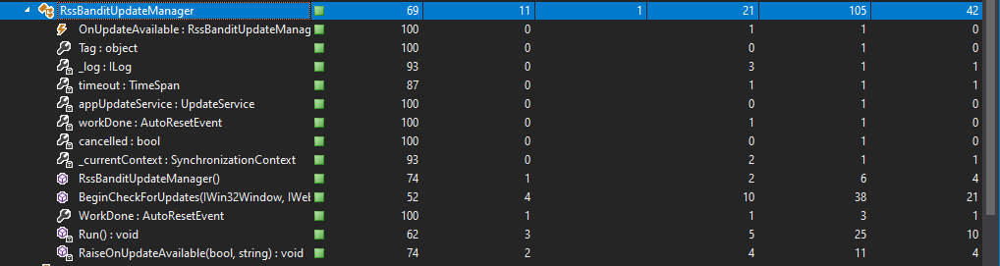 RssBanditUpdateManager 69 11 1 21 105 42
OnUpdateAvailable : RssBanditUpdateManag 100 0 1 1 0
Tag : object 100 0 0 1 0
_log : ILog 93 0 3 1 1
timeout : TimeSpan 87 0 1 1 1
appUpdateService : UpdateService 100 0 0 1 0
workDone : AutoResetEvent 100 0 1 1 0
cancelled : bool 100 0 0 1 0
_currentContext : SynchronizationContext 93 0 2 1 1
RssBanditUpdateManager() 74 1 2 6 4
BeginCheckForUpdates(IWin32Window, IWel 52 4 10 38 21
WorkDone : AutoResetEvent 100 1 1 3 1
Run() : void 62 3 5 25 10
RaiseOnUpdateAvailable(bool, string) : void 74 2 4 11 4